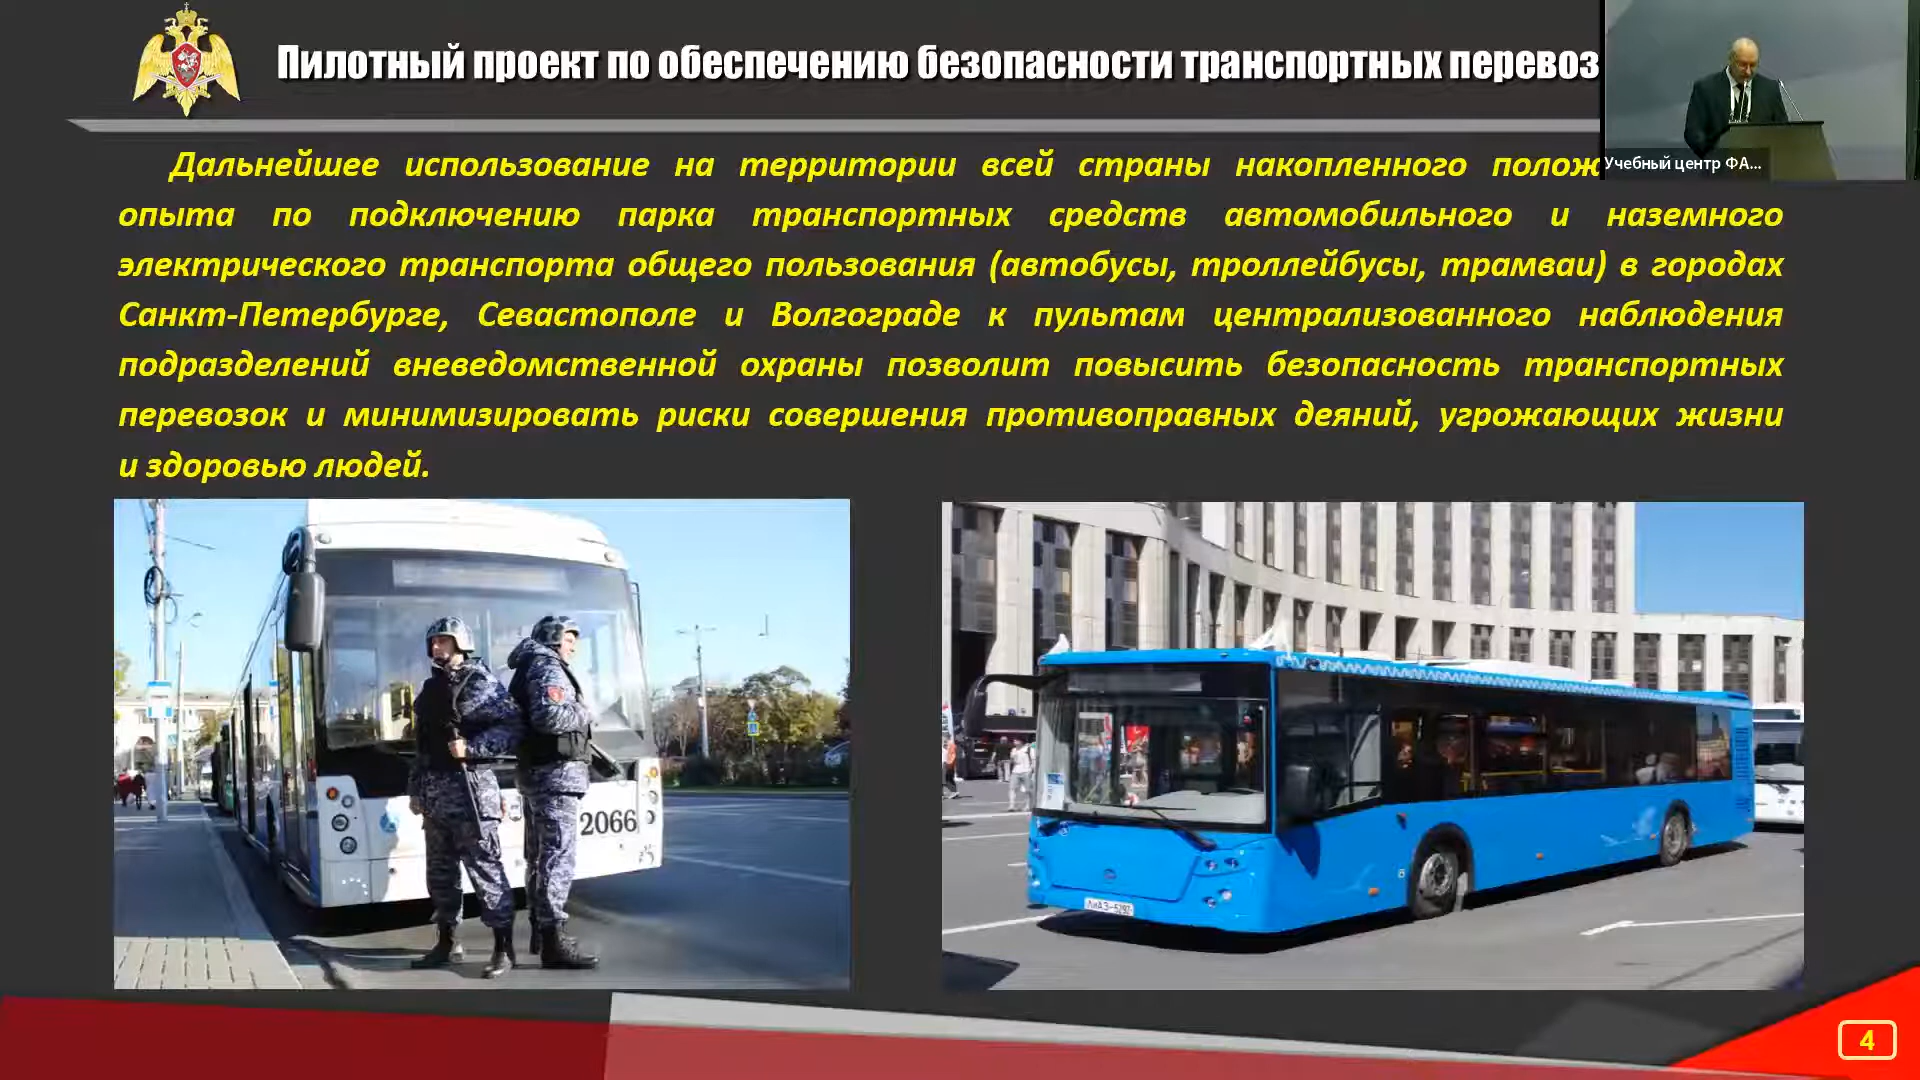 Пилотный проект по обеспечению безопасности транспортных перевоз
Учебный центр ФА...
Дальнейшее использование на территории всей страны накопленного полож
опыта по подключению парка транспортных средств автомобильного и наземного
электрического транспорта общего пользования (автобусы, троллейбусы, трамваи) в городах
Санкт-Петербурге, Севастополе и Волгограде к пультам централизованного наблюдения
подразделений вневедомственной охраны позволит повысить безопасность транспортных
перевозок и минимизировать риски совершения противоправных деяний, угрожающих жизни
и здоровью людей.
2066
ЛиАЗ-5292
4